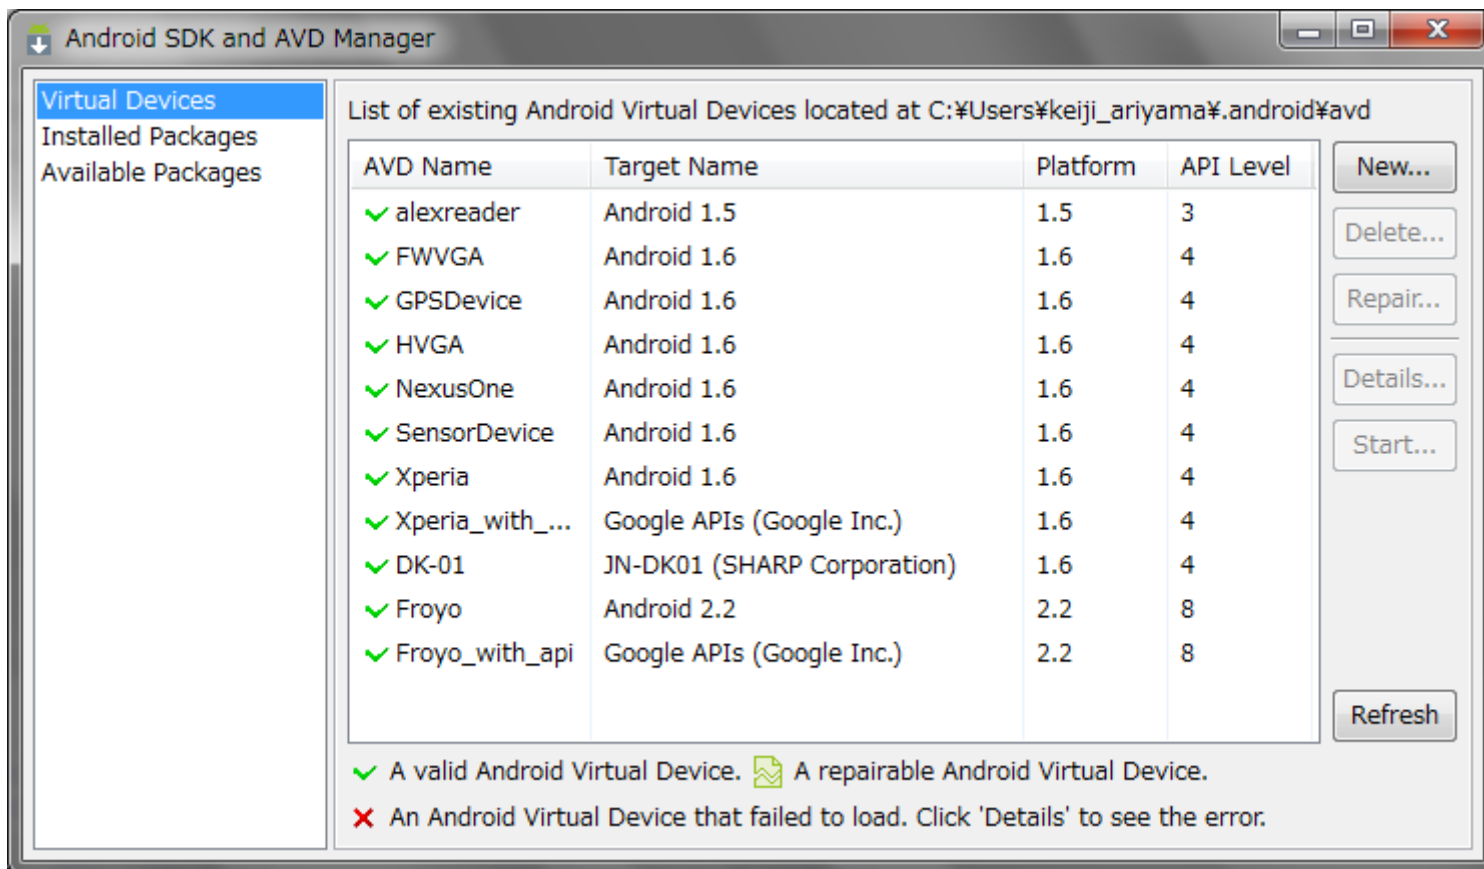 Android SDK and AVD Manager
Virtual Devices
Installed Packages
Available Packages
List of existing Android Virtual Devices located at C:¥Users¥keiji_ariyama¥.android¥avd
AVD Name Target Name Platform API Level
alexreader Android 1.5 1.5 3
FWVGA Android 1.6 1.6 4
GPSDevice Android 1.6 1.6 4
HVGA Android 1.6 1.6 4
NexusOne Android 1.6 1.6 4
SensorDevice Android 1.6 1.6 4
Xperia Android 1.6 1.6 4
Xperia_with_... Google APIs (Google Inc.) 1.6 4
DK-01 JN-DK01 (SHARP Corporation) 1.6 4
Froyo Android 2.2 2.2 8
Froyo_with_api Google APIs (Google Inc.) 2.2 8
New...
Delete...
Repair...
Details...
Start...
Refresh
A valid Android Virtual Device. A repairable Android Virtual Device.
An Android Virtual Device that failed to load. Click 'Details' to see the error.